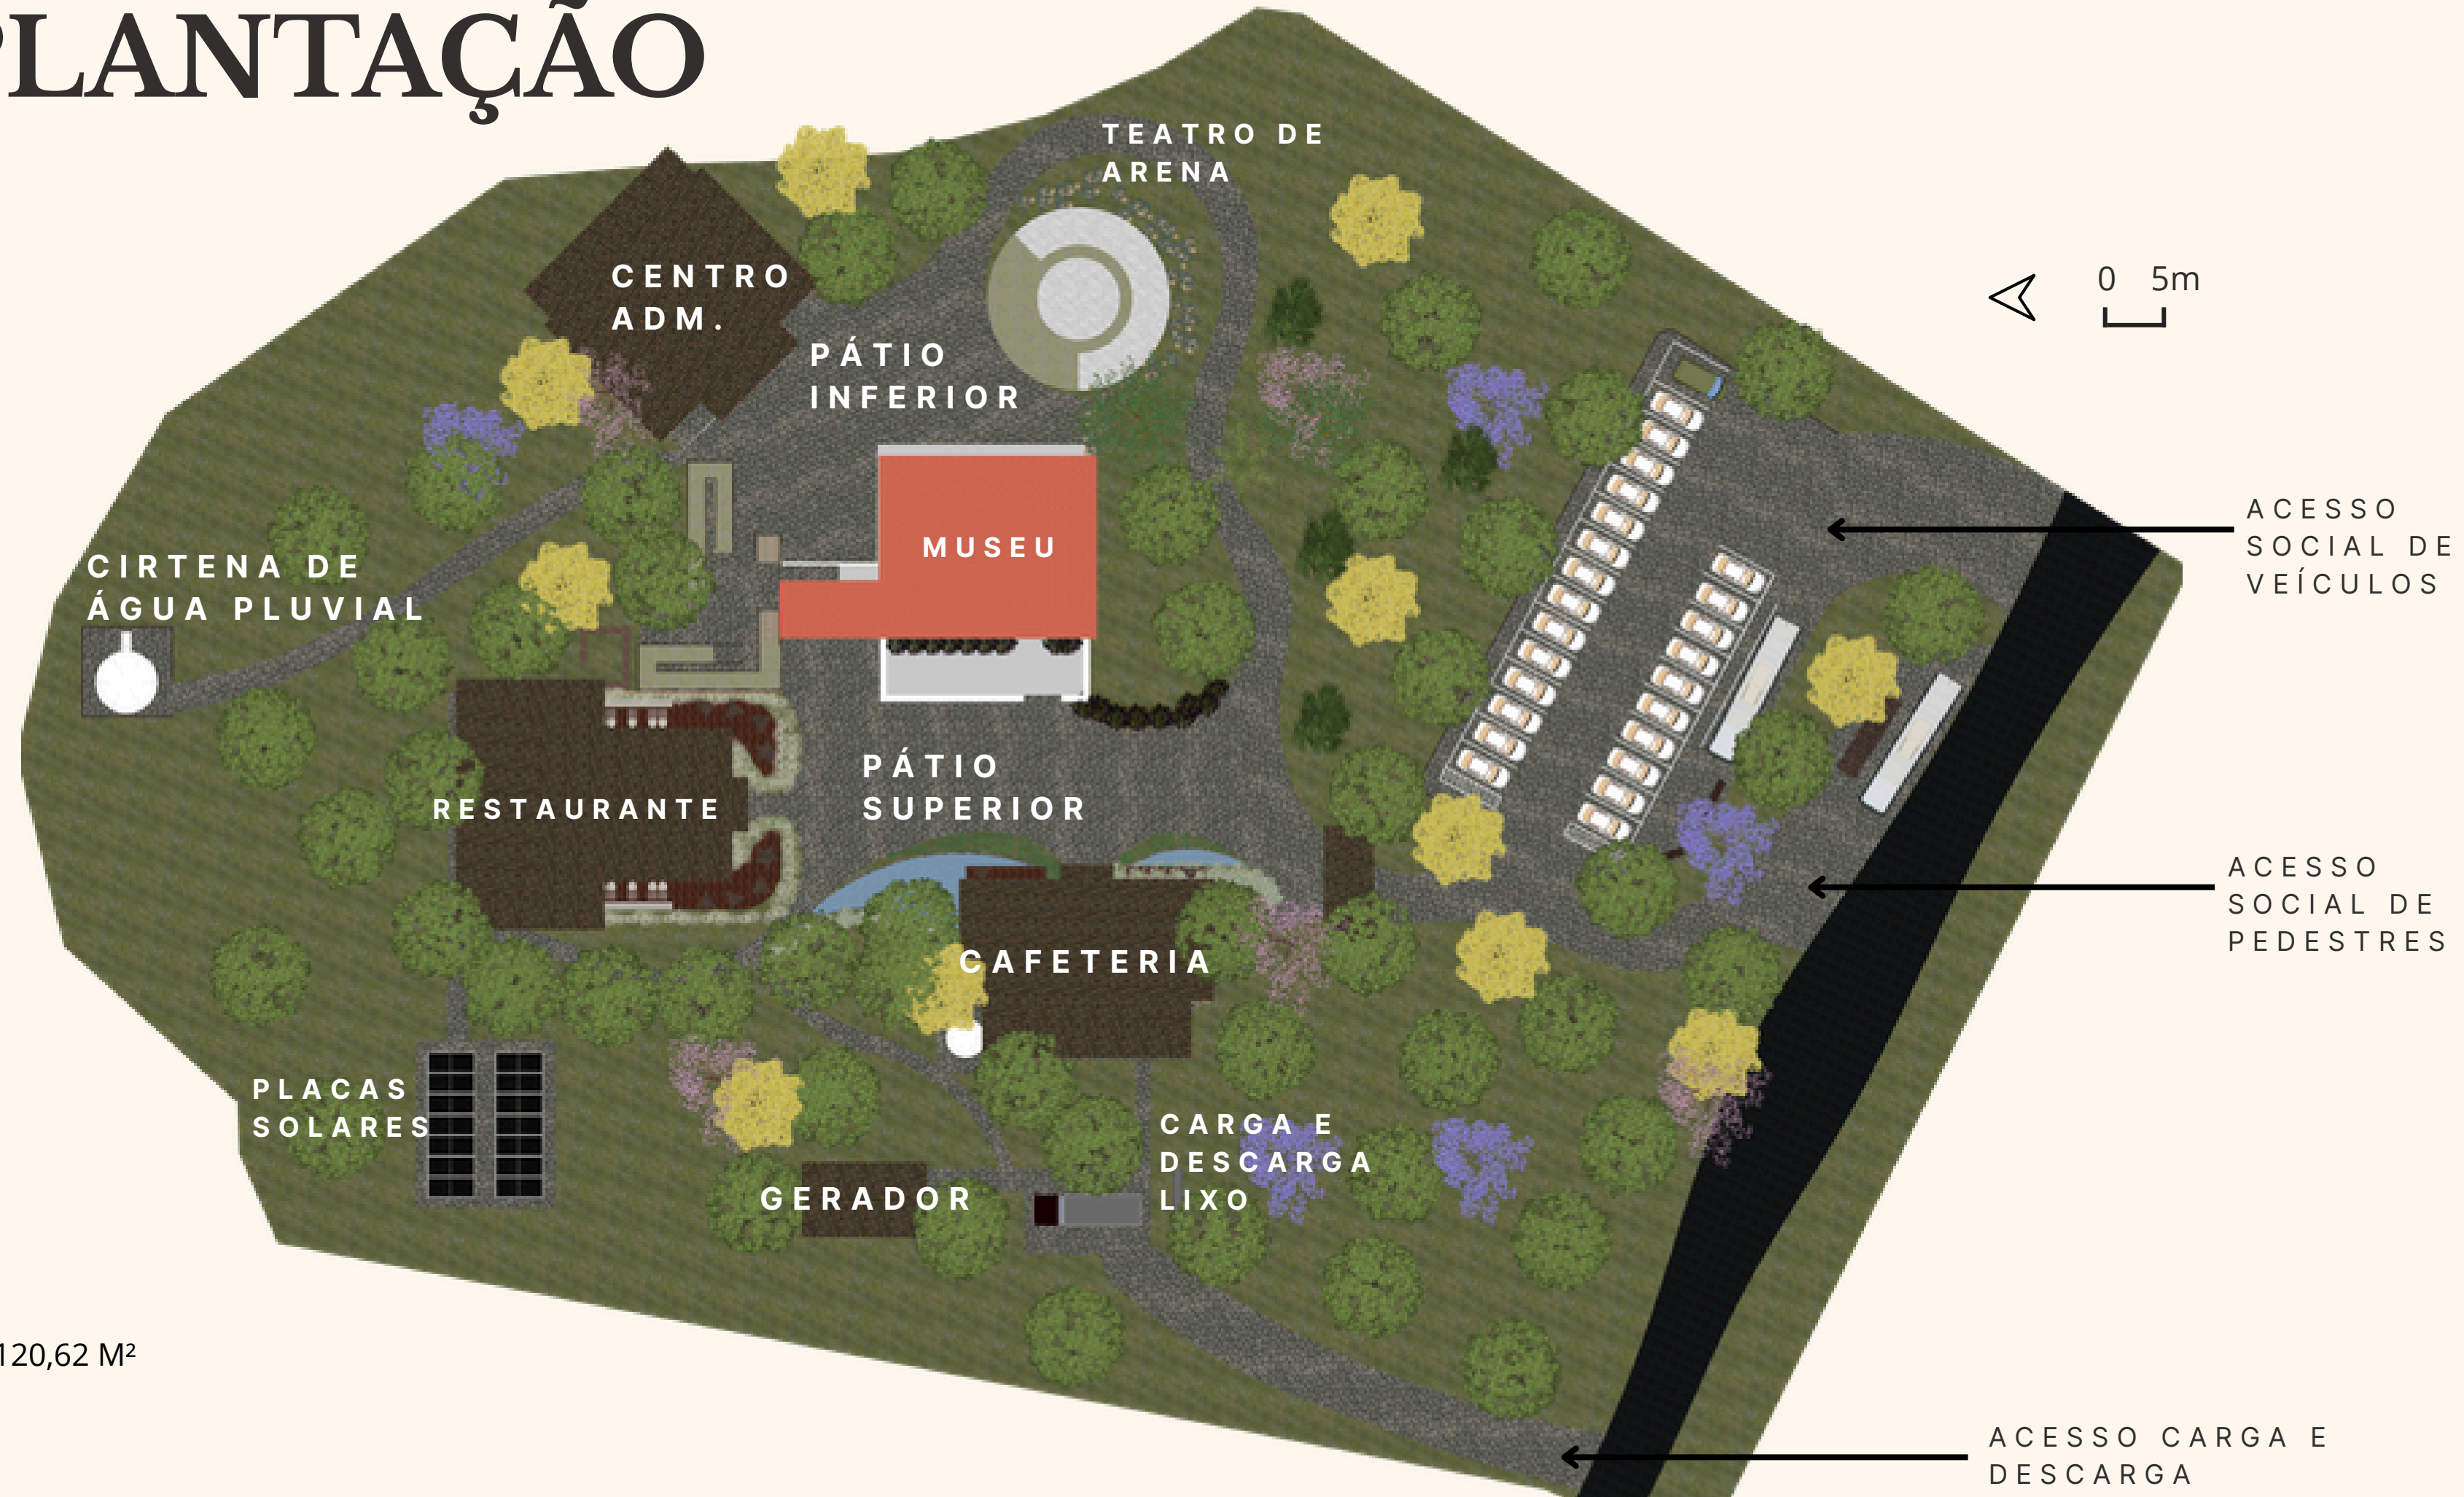 PLANTAÇÃO
TEATRO DE
ARENA
CENTRO
ADM.
PÁTIO
INFERIOR
0 5m
MUSEU
ACESSO
SOCIAL DE
VEÍCULOS
CIRTENA DE
ÁGUA PLUVIAL
PÁTIO
SUPERIOR
RESTAURANTE
ACESSO
SOCIAL DE
PEDESTRES
CAFETERIA
PLACAS
SOLARES
CARGA E
DESCARGA
LIXO
GERADOR
120,62 M²
ACESSO CARGA E
DESCARGA